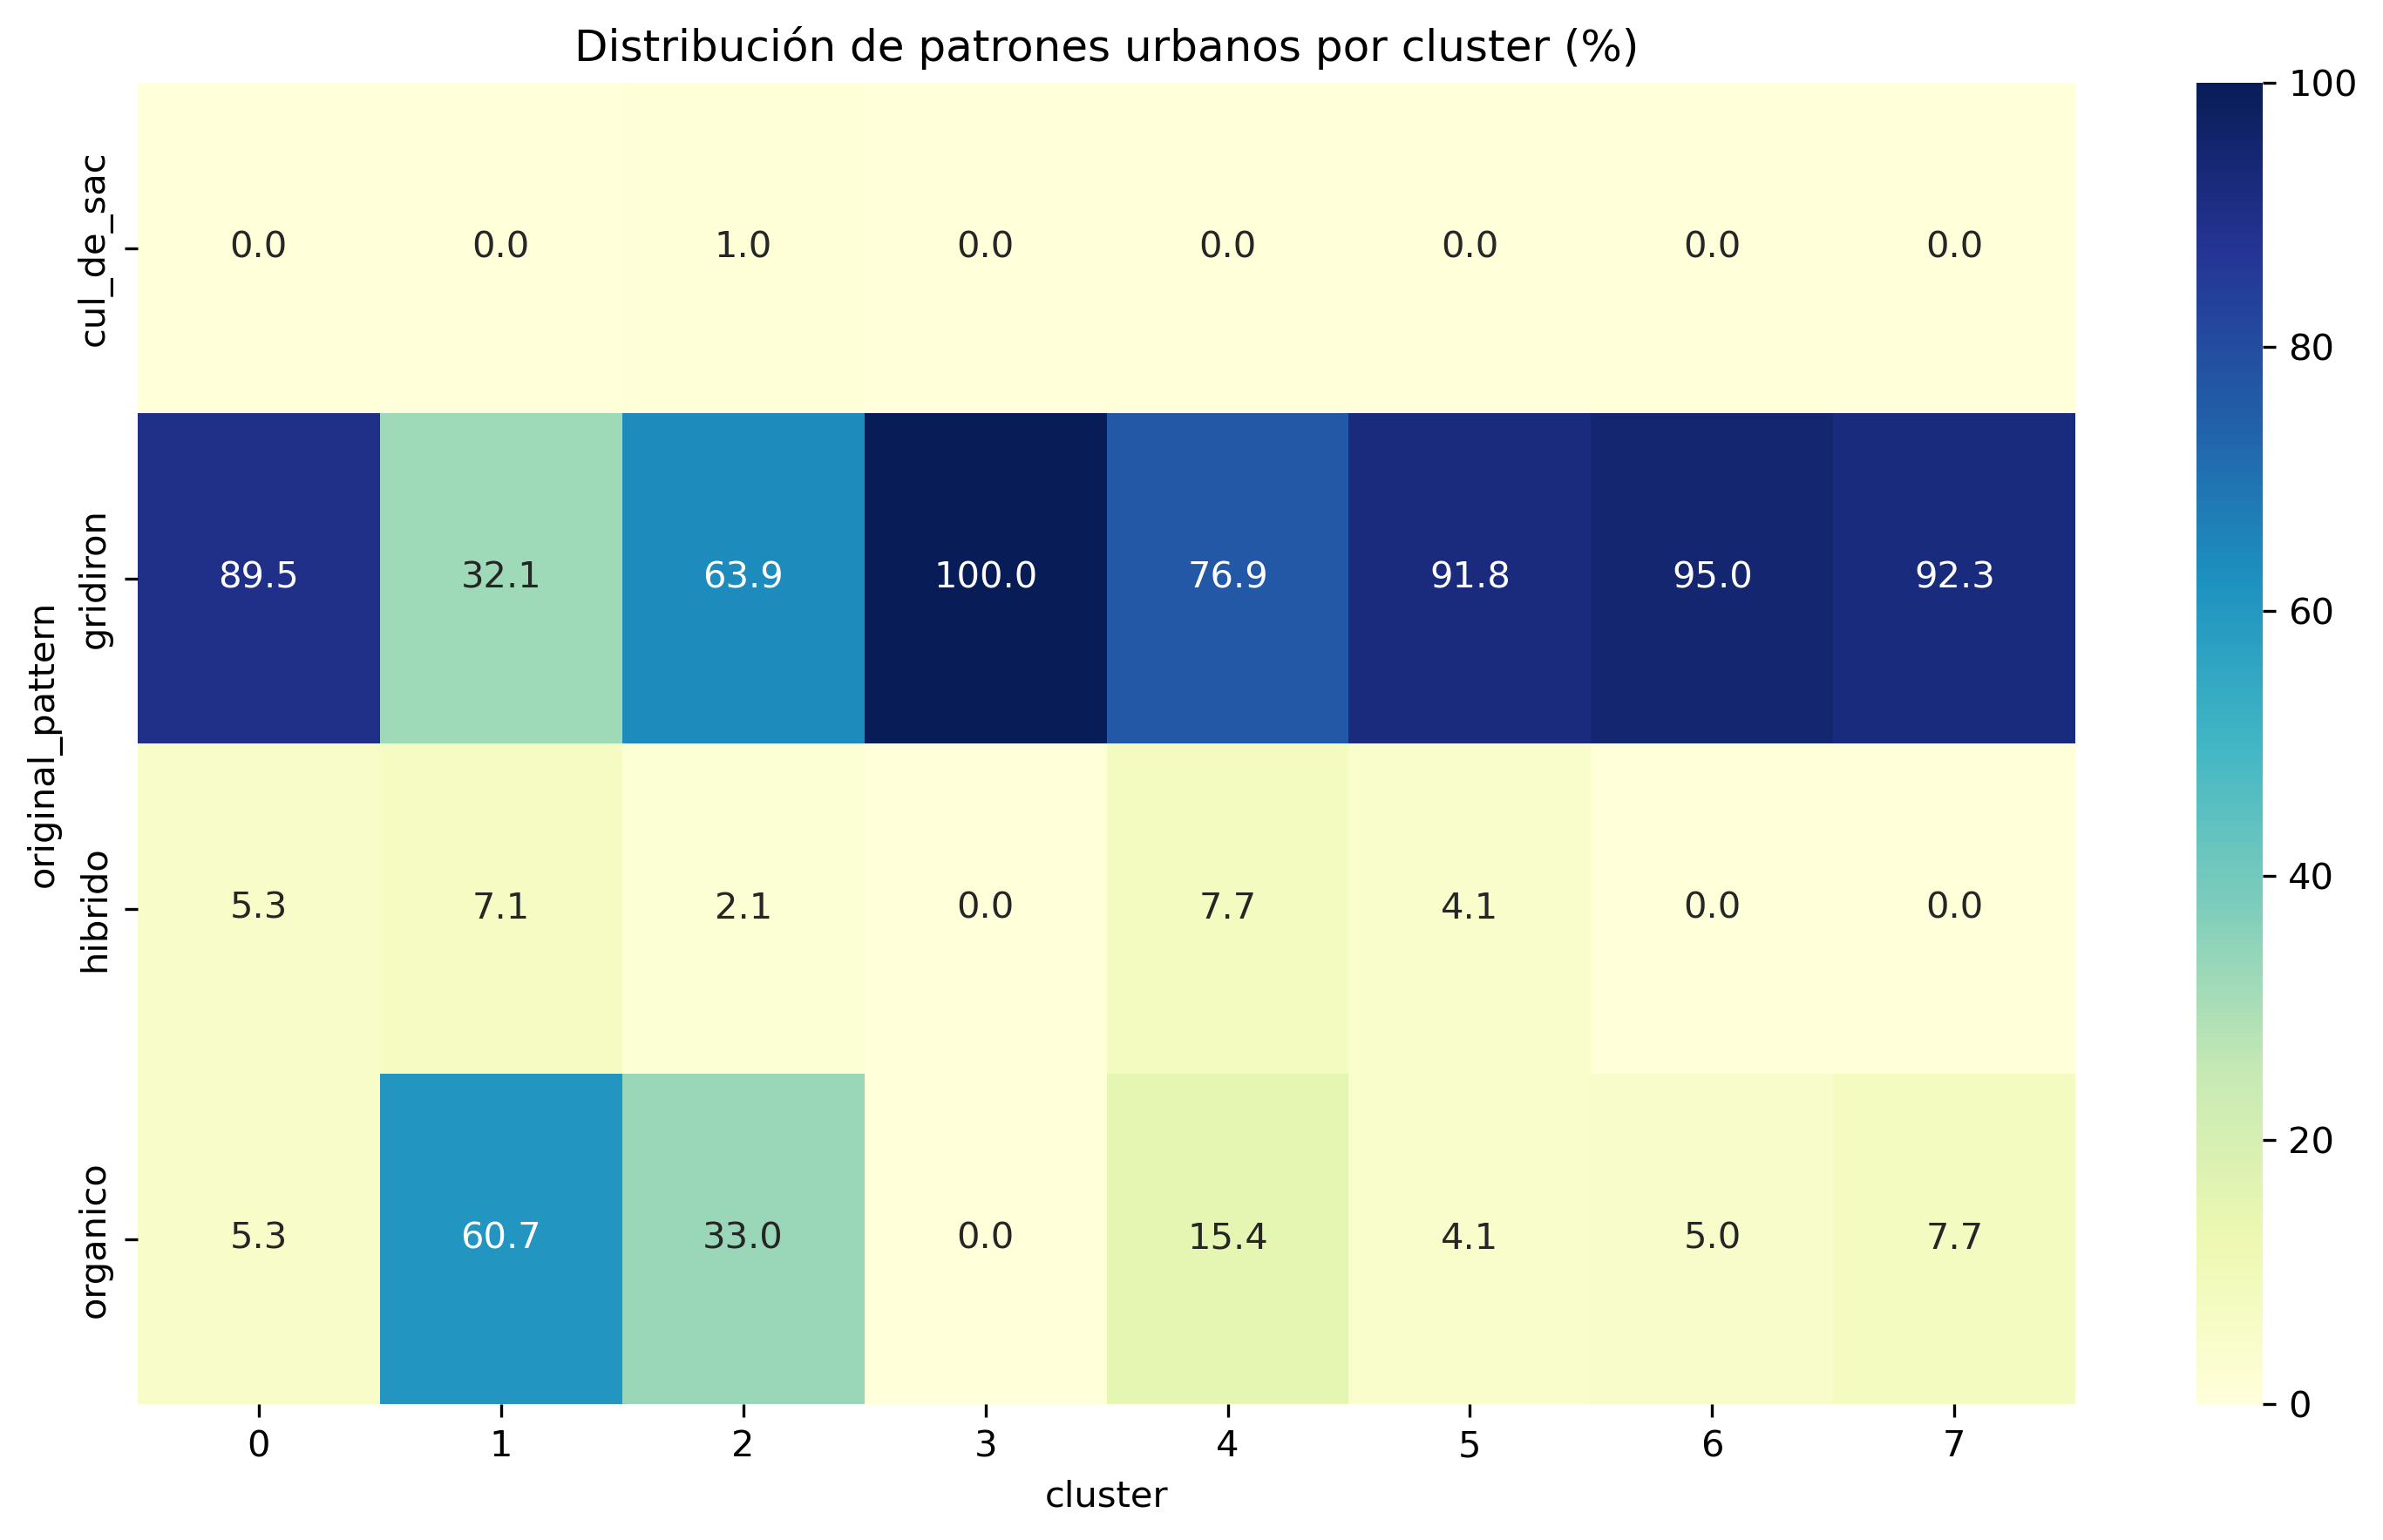 Distribución de patrones urbanos por cluster (%)
original_pattern
cul_de_sac
0.0 0.0 1.0 0.0 0.0 0.0 0.0 0.0
gridiron
89.5 32.1 63.9 100.0 76.9 91.8 95.0 92.3
hibrido
5.3 7.1 2.1 0.0 7.7 4.1 0.0 0.0
organico
5.3 60.7 33.0 0.0 15.4 4.1 5.0 7.7
0 1 2 3 4 5 6 7
cluster
100
80
60
40
20
0